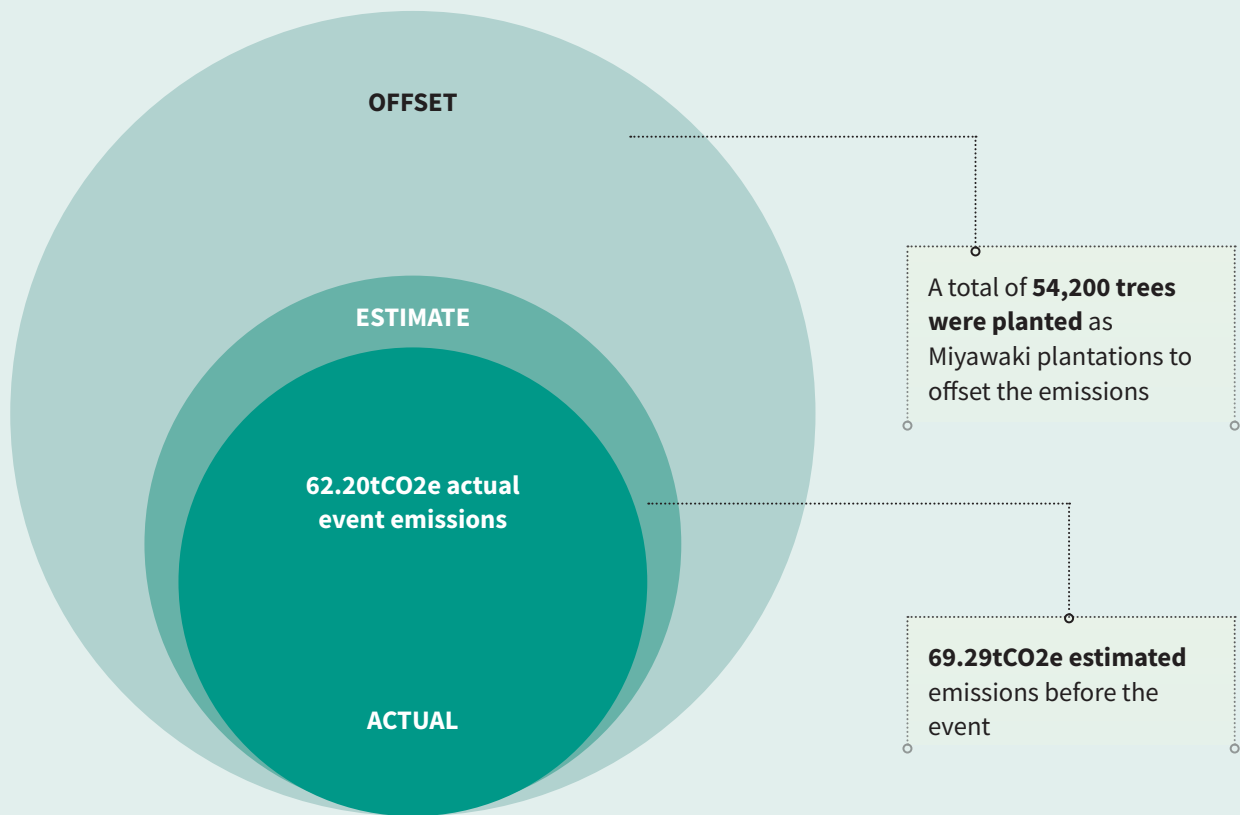 OFFSET
A total of 54,200 trees
were planted as
Miyawaki plantations to
offset the emissions
ESTIMATE
62.20tCO2e actual
event emissions
69.29tCO2e estimated
emissions before the
event
ACTUAL